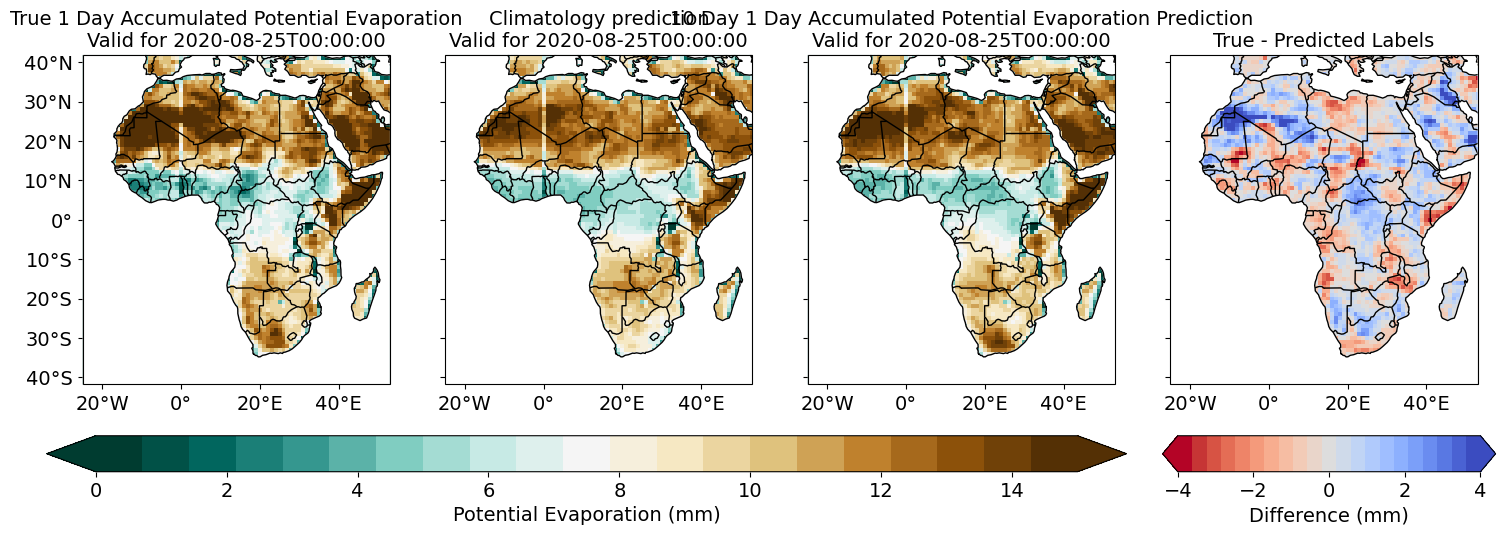 True 1 Day Accumulated Potential Evaporation
Valid for 2020-08-25T00:00:00
Climatology prediction
Valid for 2020-08-25T00:00:00
10 Day 1 Day Accumulated Potential Evaporation Prediction
Valid for 2020-08-25T00:00:00
True - Predicted Labels
40°N
30°N
20°N
10°N
0°
10°S
20°S
30°S
40°S
20°W 0° 20°E 40°E
20°W 0° 20°E 40°E
20°W 0° 20°E 40°E
20°W 0° 20°E 40°E
0 2 4 6 8 10 12 14
Potential Evaporation (mm)
−4 −2 0 2 4
Difference (mm)